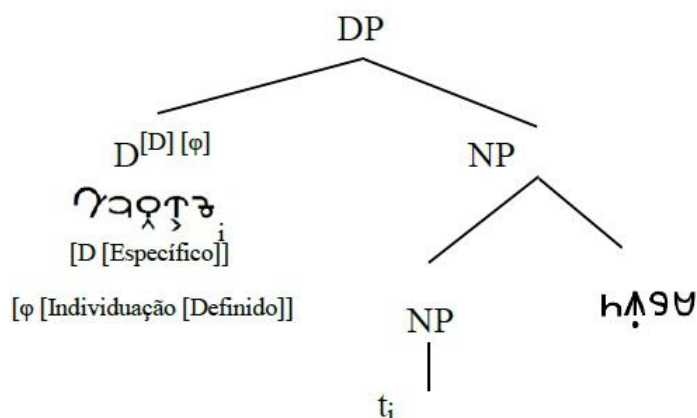 DP
D[D] [φ] NP
i
[D [Específico]]
[φ [Individuação [Definido]]
NP
ti